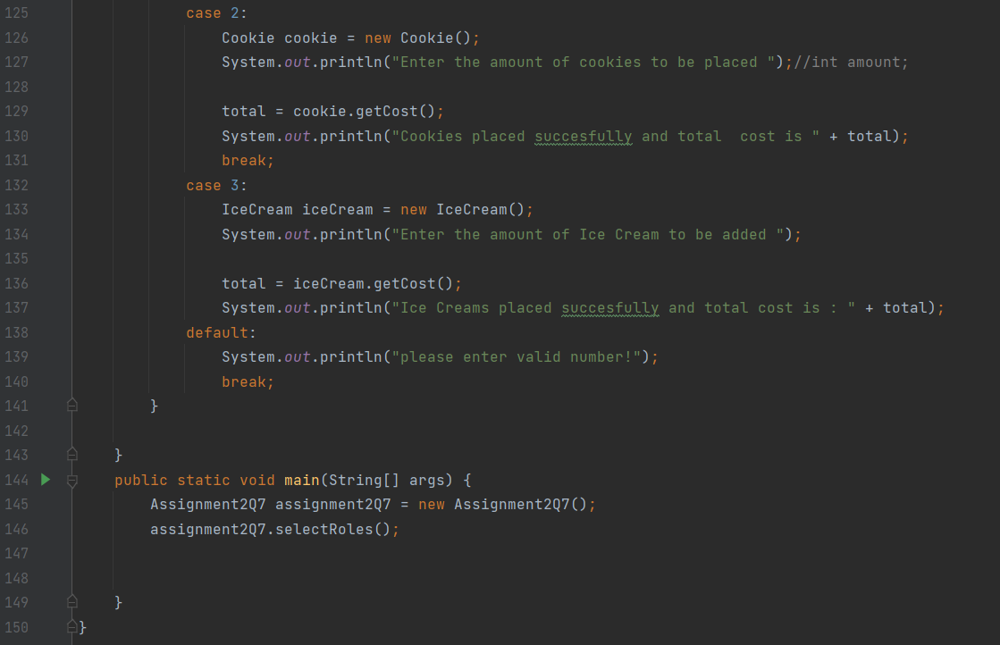 125 case 2:
126 Cookie cookie = new Cookie();
127 System.out.println("Enter the amount of cookies to be placed ");//int amount;
128
129 total = cookie.getCost();
130 System.out.println("Cookies placed succesfully and total  cost is " + total);
131 break;
132 case 3:
133 IceCream iceCream = new IceCream();
134 System.out.println("Enter the amount of Ice Cream to be added ");
135
136 total = iceCream.getCost();
137 System.out.println("Ice Creams placed succesfully and total cost is : " + total);
138 default:
139 System.out.println("please enter valid number!");
140 break;
141 }
142
143 }
144 public static void main(String[] args) {
145 Assignment2Q7 assignment2Q7 = new Assignment2Q7();
146 assignment2Q7.selectRoles();
147
148
149 }
150 }